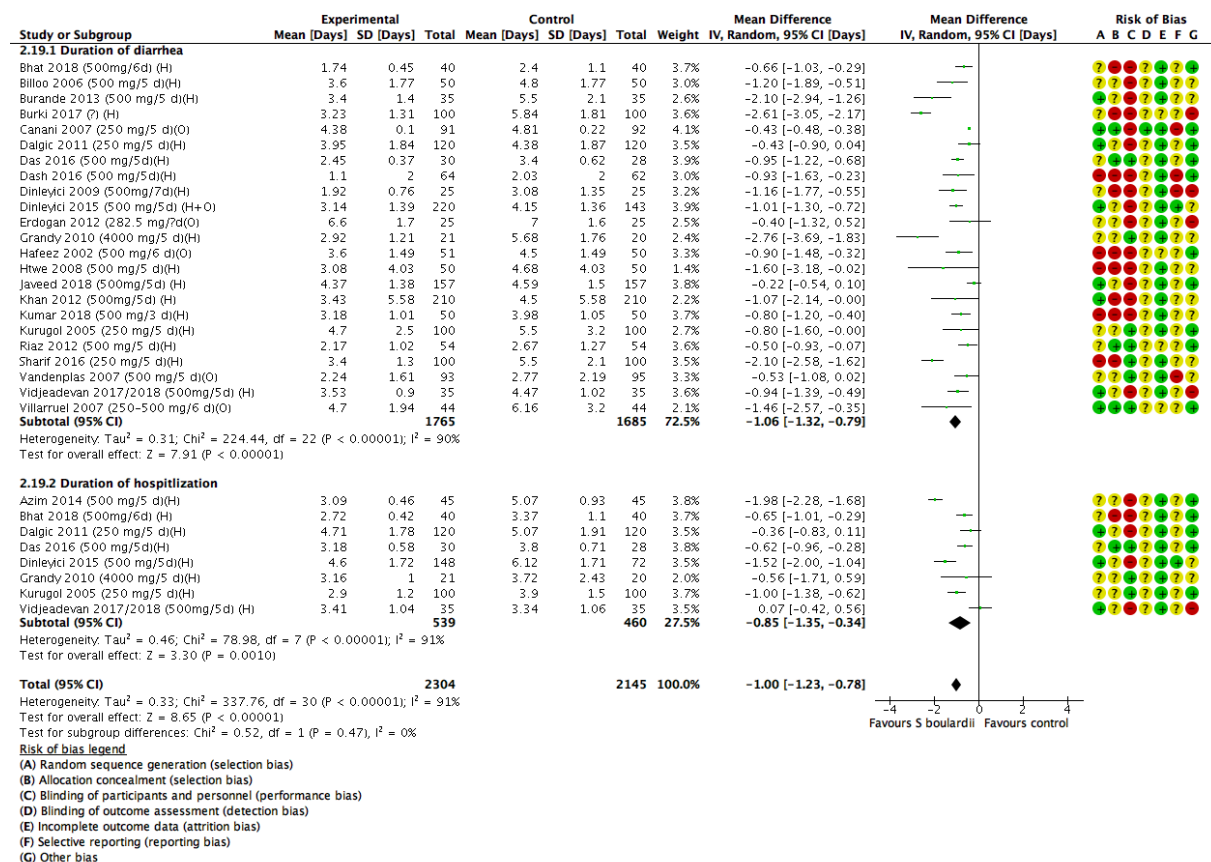 Experimental Control Mean Difference Mean Difference Risk of Bias
Study or Subgroup Mean [Days] SD [Days] Total Mean [Days] SD [Days] Total Weight IV, Random, 95% CI [Days] IV, Random, 95% CI [Days] A B C D E F G
2.19.1 Duration of diarrhea
Bhat 2018 (500mg/6d) (H) 1.74 0.45 40 2.4 1.1 40 3.7% −0.66 [−1.03, −0.29]
Billoo 2006 (500 mg/5 d)(H) 3.6 1.77 50 4.8 1.77 50 3.0% −1.20 [−1.89, −0.51]
Burande 2013 (500 mg/5 d)(H) 3.4 1.4 35 5.5 2.1 35 2.6% −2.10 [−2.94, −1.26]
Burki 2017 (?) (H) 3.23 1.31 100 5.84 1.81 100 3.6% −2.61 [−3.05, −2.17]
Canani 2007 (250 mg/5 d)(O) 4.38 0.1 91 4.81 0.22 92 4.1% −0.43 [−0.48, −0.38]
Dalgic 2011 (250 mg/5 d)(H) 3.95 1.84 120 4.38 1.87 120 3.5% −0.43 [−0.90, 0.04]
Das 2016 (500 mg/5d)(H) 2.45 0.37 30 3.4 0.62 28 3.9% −0.95 [−1.22, −0.68]
Dash 2016 (500 mg/5 d)(H) 1.1 2 64 2.03 2 62 3.0% −0.93 [−1.63, −0.23]
Dinleyici 2009 (500mg/7d)(H) 1.92 0.76 25 3.08 1.35 25 3.2% −1.16 [−1.77, −0.55]
Dinleyici 2015 (500 mg/5d) (H+O) 3.14 1.39 220 4.15 1.36 143 3.8% −1.01 [−1.30, −0.72]
Erdogan 2012 (282.5 mg/?d(O) 6.6 1.7 25 7 1.6 25 2.5% −0.40 [−1.32, 0.52]
Grandy 2010 (4000 mg/5 d)(H) 2.92 1.21 21 5.68 1.76 20 2.4% −2.76 [−3.69, −1.83]
Hafeez 2002 (500 mg/6 d)(O) 3.6 1.49 51 4.5 1.49 50 3.3% −0.90 [−1.48, −0.32]
Htwe 2008 (500 mg/5 d)(H) 3.08 4.03 50 4.68 4.03 50 1.4% −1.60 [−3.18, −0.02]
Javeed 2018 (500mg/5d)(H) 4.37 1.38 157 4.59 1.5 157 3.8% −0.22 [−0.54, 0.10]
Khan 2012 (500mg/5d) (H) 3.43 5.58 210 4.5 5.58 210 2.2% −1.07 [−2.14, −0.00]
Kumar 2018 (500 mg/3 d)(H) 3.18 1.01 50 3.98 1.05 50 3.6% −0.80 [−1.20, −0.40]
Kurugol 2005 (250 mg/5 d)(H) 4.7 2.5 100 5.5 3.2 100 2.7% −0.80 [−1.60, −0.00]
Riaz 2012 (500 mg/5 d)(H) 2.17 1.02 54 2.67 1.27 54 3.6% −0.50 [−0.93, −0.07]
Sharif 2016 (250 mg/5 d)(H) 3.4 1.3 100 5.5 2.1 100 3.5% −2.10 [−2.58, −1.62]
Vandenplas 2007 (500 mg/5 d)(O) 2.24 1.61 93 2.77 2.19 95 3.3% −0.53 [−1.08, 0.02]
Vidjeadevan 2017/2018 (500mg/5d) (H) 3.53 0.9 35 4.47 1.02 35 3.5% −0.94 [−1.39, −0.49]
Villarruel 2007 (250–500 mg/6 d)(O) 4.7 1.94 44 6.16 3.2 44 2.1% −1.46 [−2.57, −0.35]
Subtotal (95% CI) 1765 1685 72.5% −1.06 [−1.32, −0.79]
Heterogeneity: Tau² = 0.31; Chi² = 224.44, df = 22 (P < 0.00001); I² = 90%
Test for overall effect: Z = 7.91 (P < 0.00001)
2.19.2 Duration of hospitlization
Azim 2014 (500 mg/5 d)(H) 3.09 0.46 45 5.07 0.93 45 3.8% −1.98 [−2.28, −1.68]
Bhat 2018 (500mg/6d) (H) 2.72 0.42 40 3.37 1.1 40 3.7% −0.65 [−1.01, −0.29]
Dalgic 2011 (250 mg/5 d)(H) 4.71 1.78 120 5.07 1.91 120 3.5% −0.36 [−0.83, 0.11]
Das 2016 (500 mg/5d)(H) 3.18 0.58 30 3.8 0.71 28 3.7% −0.62 [−0.96, −0.28]
Dinleyici 2015 (500 mg/5d)(H) 4.6 1.72 148 6.12 1.71 72 3.5% −1.52 [−2.00, −1.04]
Grandy 2010 (4000 mg/5 d)(H) 3.16 1 21 3.72 2.43 20 2.0% −0.56 [−1.71, 0.59]
Kurugol 2005 (250 mg/5 d)(H) 2.9 1.2 100 3.9 1.5 100 3.7% −1.00 [−1.38, −0.62]
Vidjeadevan 2017/2018 (500mg/5d) (H) 3.41 1.04 35 3.34 1.06 35 3.5% 0.07 [−0.42, 0.56]
Subtotal (95% CI) 539 460 27.5% −0.85 [−1.35, −0.34]
Heterogeneity: Tau² = 0.46; Chi² = 78.98, df = 7 (P < 0.00001); I² = 91%
Test for overall effect: Z = 3.30 (P = 0.0010)
Total (95% CI) 2304 2145 100.0% −1.00 [−1.23, −0.78]
Heterogeneity: Tau² = 0.33; Chi² = 337.76, df = 30 (P < 0.00001); I² = 91%
Test for overall effect: Z = 8.65 (P < 0.00001)
Test for subgroup differences: Chi² = 0.52, df = 1 (P = 0.47), I² = 0%
−4 −2 0 2 4
Favours S boulardii Favours control
Risk of bias legend
(A) Random sequence generation (selection bias)
(B) Allocation concealment (selection bias)
(C) Blinding of participants and personnel (performance bias)
(D) Blinding of outcome assessment (detection bias)
(E) Incomplete outcome data (attrition bias)
(F) Selective reporting (reporting bias)
(G) Other bias